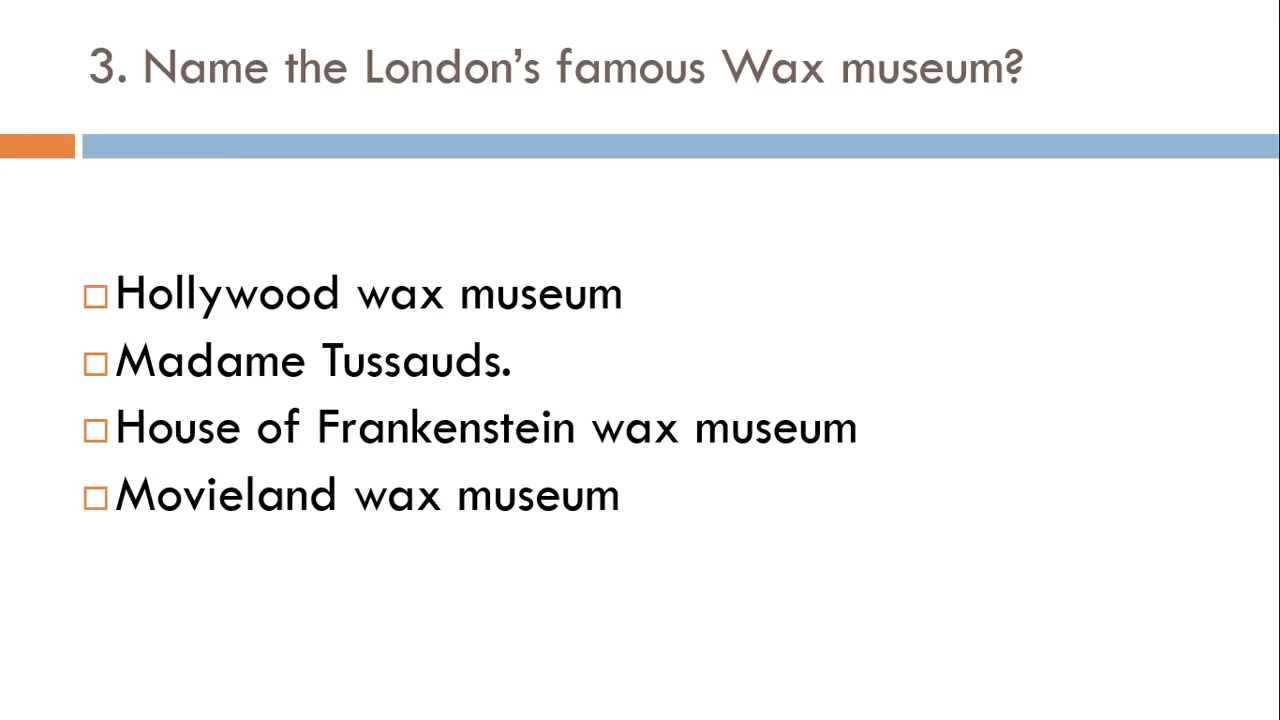 3. Name the London’s famous Wax museum?
Hollywood wax museum
Madame Tussauds.
House of Frankenstein wax museum
Movieland wax museum